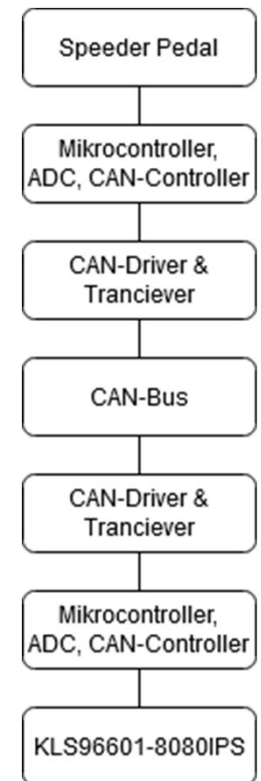 Speeder Pedal
Mikrocontroller,
ADC, CAN-Controller
CAN-Driver &
Tranciever
CAN-Bus
CAN-Driver &
Tranciever
Mikrocontroller,
ADC, CAN-Controller
KLS96601-8080IPS